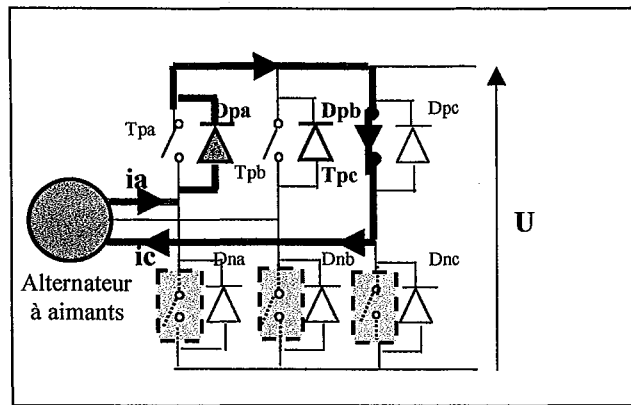 Dpa
Dpb
Dpc
Tpa
Tpb
Tpc
ia
U
ic
Alternateur
à aimants
Dna
Dnb
Dnc